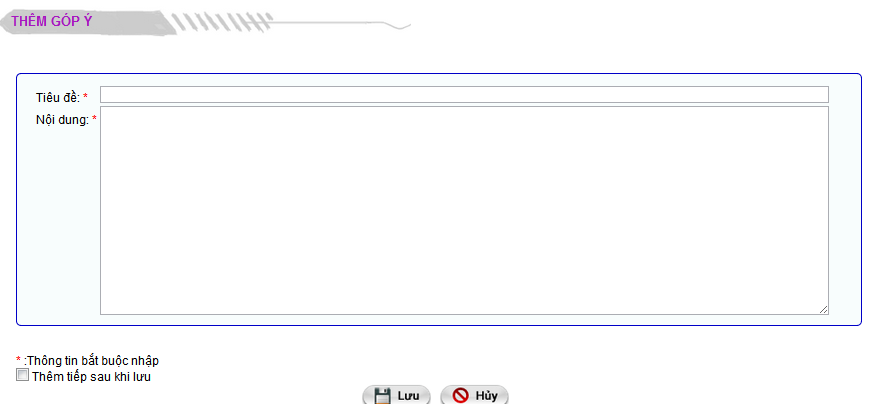 THÊM GÓP Ý
Tiêu đề: *
Nội dung: *
* :Thông tin bắt buộc nhập
Thêm tiếp sau khi lưu
Lưu Hủy